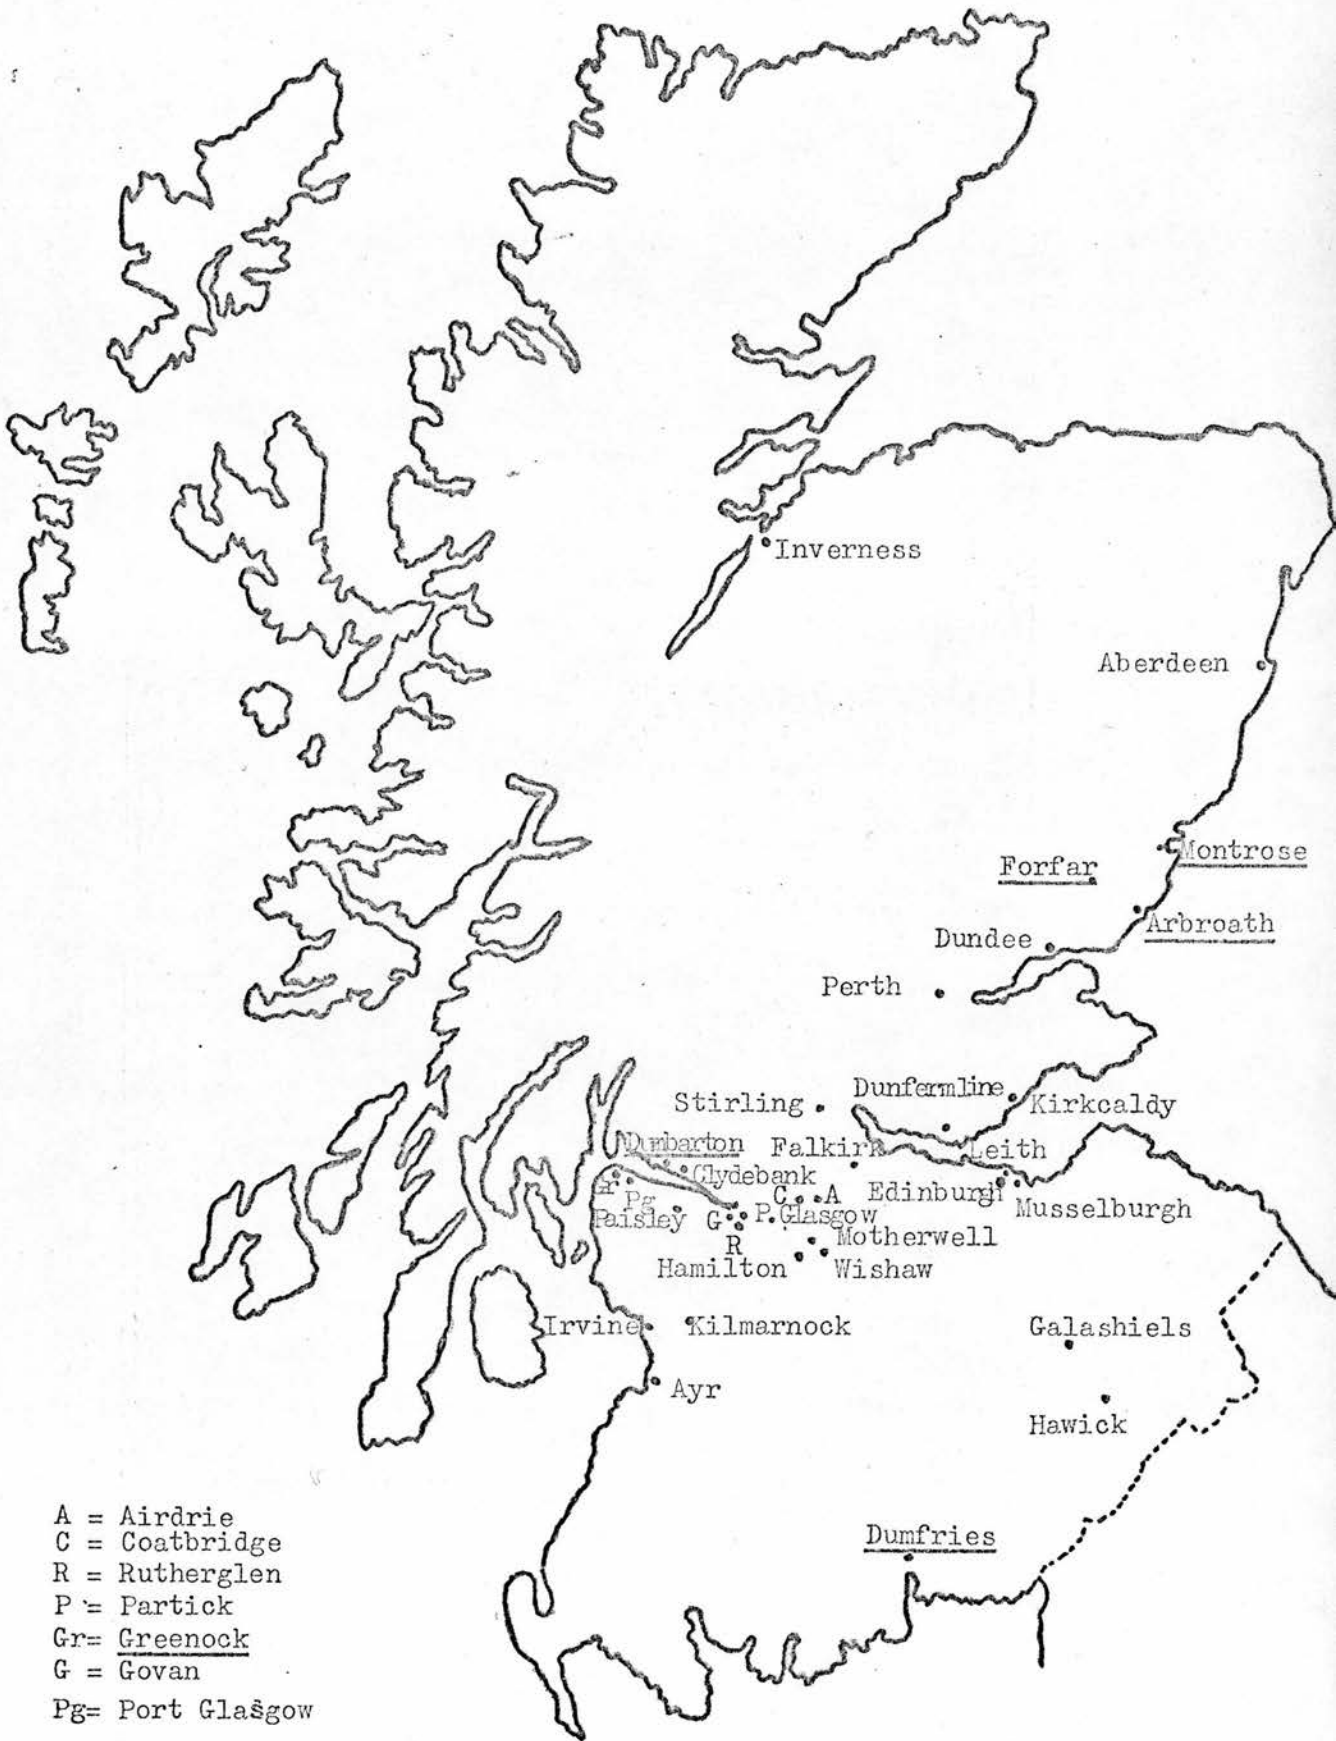 Inverness
Aberdeen
Montrose
Forfar
Arbroath
Dundee
Perth
Dunfermline
Stirling
Kirkcaldy
Dumbarton
Falkirk
Leith
Clydebank
Gr
Pg
C
A
Edinburgh
Musselburgh
Paisley
G
P
Glasgow
R
Motherwell
Hamilton
Wishaw
Irvine
Kilmarnock
Galashiels
Ayr
Hawick
Dumfries
A = Airdrie
C = Coatbridge
R = Rutherglen
P = Partick
Gr= Greenock
G = Govan
Pg= Port Glasgow